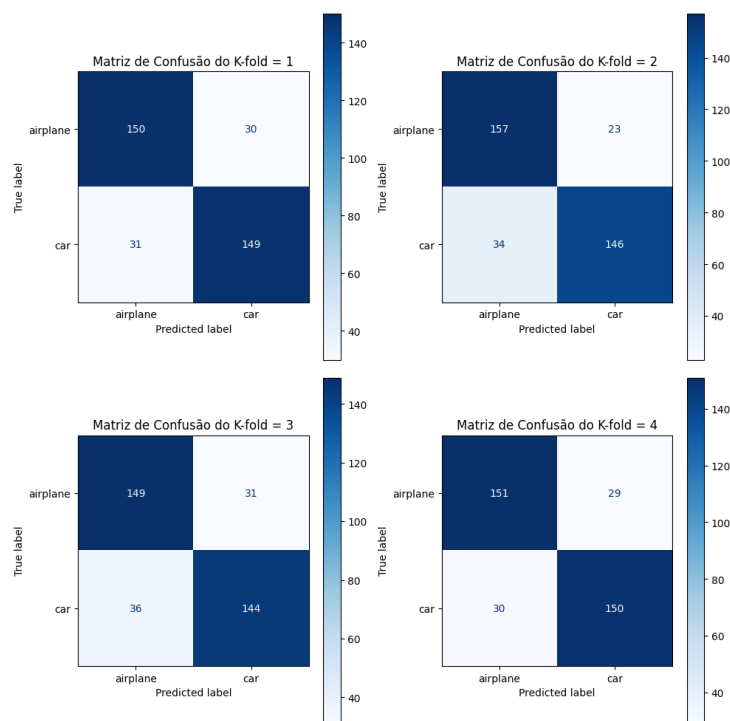 Matriz de Confusão do K-fold = 1
True label
airplane
car
150 30
31 149
airplane car
Predicted label
140
120
100
80
60
40
Matriz de Confusão do K-fold = 2
True label
airplane
car
157 23
34 146
airplane car
Predicted label
140
120
100
80
60
40
Matriz de Confusão do K-fold = 3
True label
airplane
car
149 31
36 144
airplane car
Predicted label
140
120
100
80
60
40
Matriz de Confusão do K-fold = 4
True label
airplane
car
151 29
30 150
airplane car
Predicted label
140
120
100
80
60
40